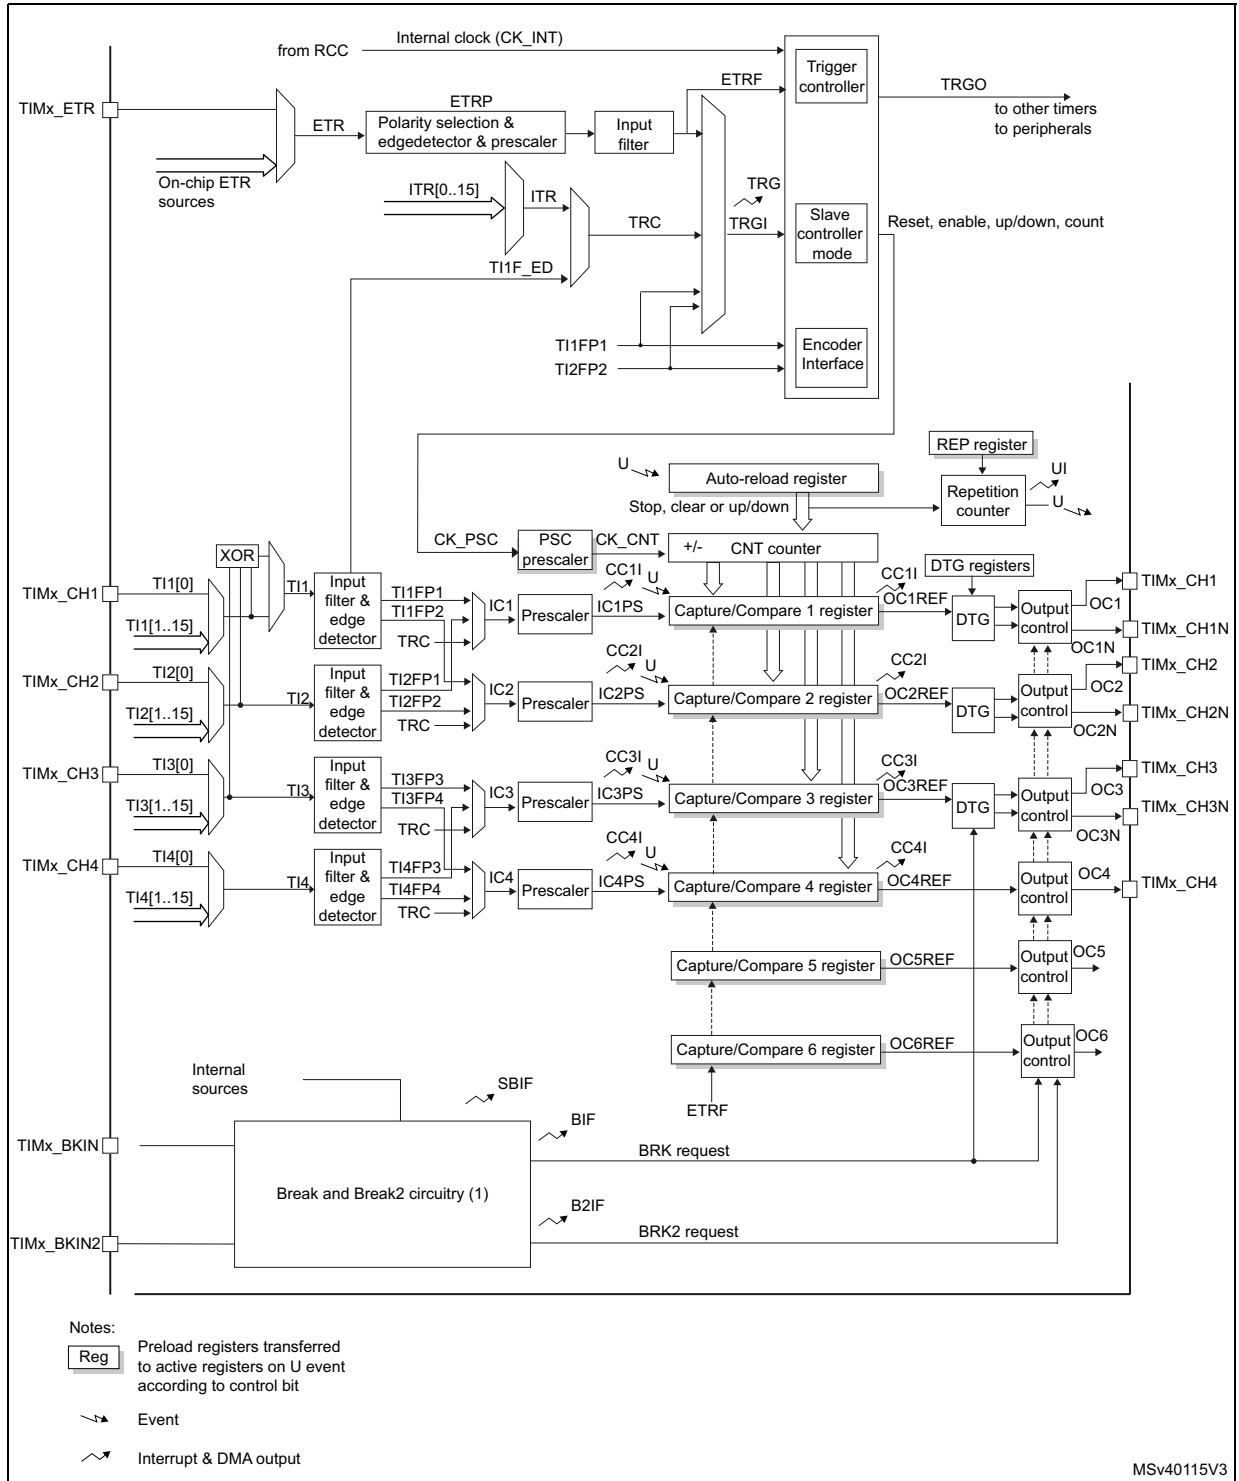 from RCC
Internal clock (CK_INT)
TIMx_ETR
ETR
On-chip ETR
sources
ETRP
Polarity selection &
edgedetector & prescaler
Input
filter
ETRF
Trigger
controller
TRGO
to other timers
to peripherals
ITR[0..15]
ITR
TRC
TI1F_ED
TRG
TRGI
Slave
controller
mode
Reset, enable, up/down, count
TI1FP1
TI2FP2
Encoder
Interface
REP register
U
Auto-reload register
Repetition
counter
UI
U
Stop, clear or up/down
CK_PSC
PSC
prescaler
CK_CNT
+/-
CNT counter
DTG registers
XOR
TIMx_CH1
TI1[0]
TI1[1..15]
TI1
Input
filter &
edge
detector
TI1FP1
TI1FP2
TRC
IC1
Prescaler
IC1PS
CC1I
U
Capture/Compare 1 register
CC1I
OC1REF
DTG
Output
control
OC1
TIMx_CH1
TIMx_CH1N
OC1N
TIMx_CH2
TI2[0]
TI2[1..15]
TI2
Input
filter &
edge
detector
TI2FP1
TI2FP2
TRC
IC2
Prescaler
IC2PS
CC2I
U
Capture/Compare 2 register
CC2I
OC2REF
DTG
Output
control
OC2
TIMx_CH2
TIMx_CH2N
OC2N
TIMx_CH3
TI3[0]
TI3[1..15]
TI3
Input
filter &
edge
detector
TI3FP3
TI3FP4
TRC
IC3
Prescaler
IC3PS
CC3I
U
Capture/Compare 3 register
CC3I
OC3REF
DTG
Output
control
OC3
TIMx_CH3
TIMx_CH3N
OC3N
TIMx_CH4
TI4[0]
TI4[1..15]
TI4
Input
filter &
edge
detector
TI4FP3
TI4FP4
TRC
IC4
Prescaler
IC4PS
CC4I
U
Capture/Compare 4 register
CC4I
OC4REF
Output
control
OC4
TIMx_CH4
Capture/Compare 5 register
OC5REF
Output
control
OC5
Capture/Compare 6 register
OC6REF
Output
control
OC6
ETRF
Internal
sources
SBIF
TIMx_BKIN
BIF
BRK request
Break and Break2 circuitry (1)
B2IF
TIMx_BKIN2
BRK2 request
Notes:
Reg
Preload registers transferred
to active registers on U event
according to control bit
Event
Interrupt & DMA output
MSv40115V3